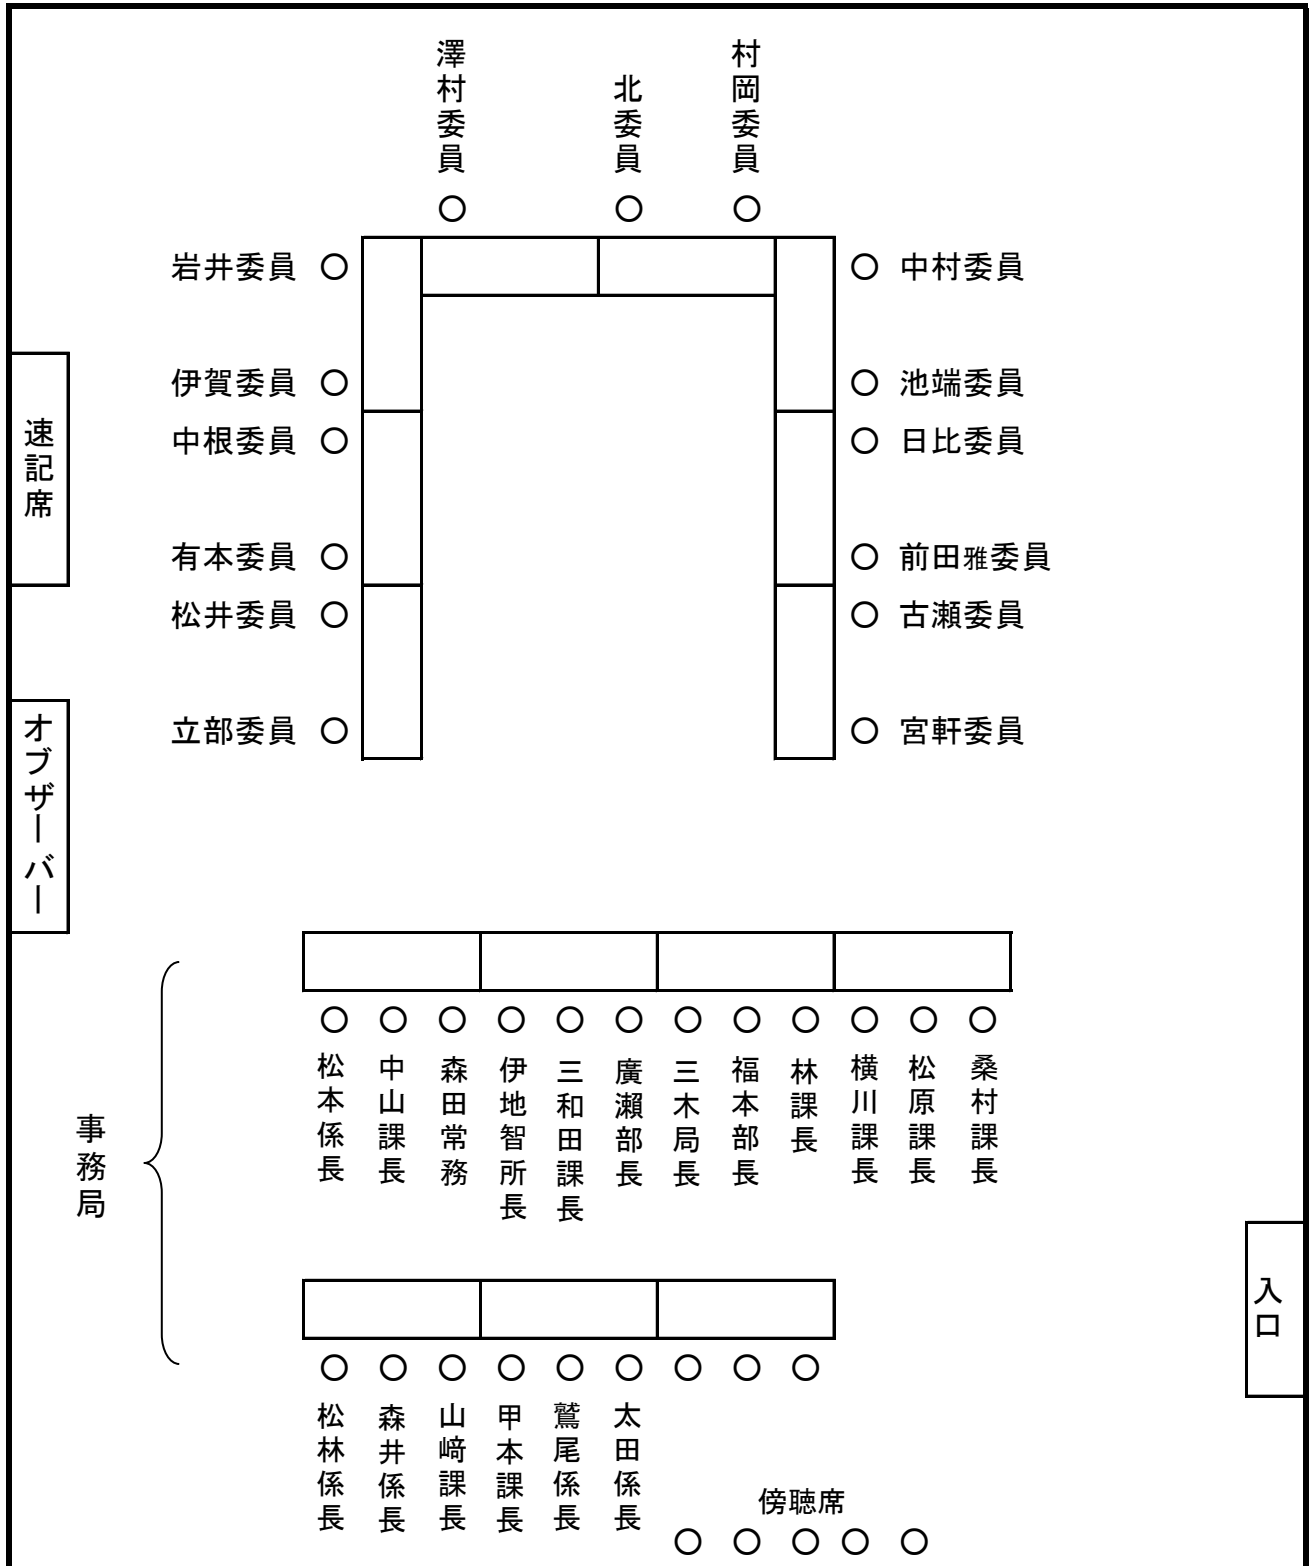 澤村委員
北委員
村岡委員
岩井委員
中村委員
伊賀委員
池端委員
速記席
中根委員
日比委員
有本委員
前田雅委員
松井委員
古瀬委員
オブザーバー
立部委員
宮軒委員
事務局
松本係長
中山課長
森田常務
伊地智所長
三和田課長
廣瀬部長
三木局長
福本部長
林課長
横川課長
松原課長
桑村課長
入口
松林係長
森井係長
山﨑課長
甲本課長
鷲尾係長
太田係長
傍聴席